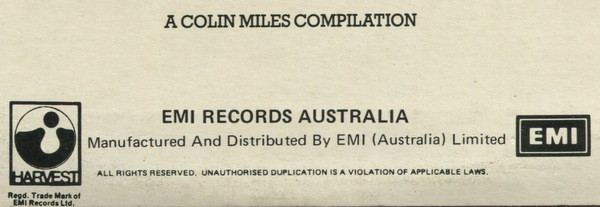 A COLIN MILES COMPILATION
EMI RECORDS AUSTRALIA
Manufactured And Distributed By EMI (Australia) Limited
EMI
HARVEST
ALL RIGHTS RESERVED. UNAUTHORISED DUPLICATION IS A VIOLATION OF APPLICABLE LAWS.
Regd. Trade Mark of
EMI Records Ltd.